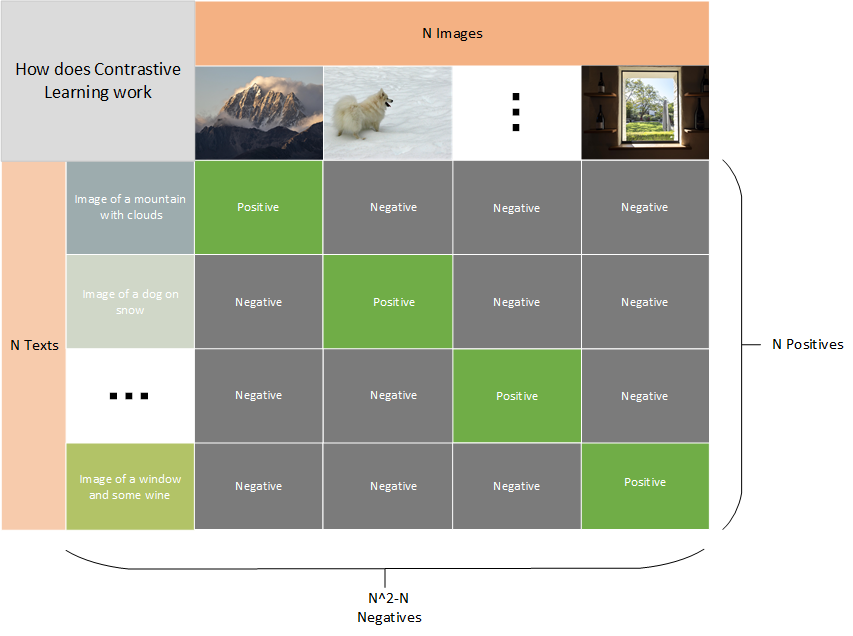 How does Contrastive
Learning work
N Images
Image of a mountain
with clouds
Positive
Negative
Negative
Negative
Image of a dog on
snow
Negative
Positive
Negative
Negative
N Texts
Negative
Negative
Positive
Negative
Image of a window
and some wine
Negative
Negative
Negative
Positive
N Positives
N^2-N
Negatives